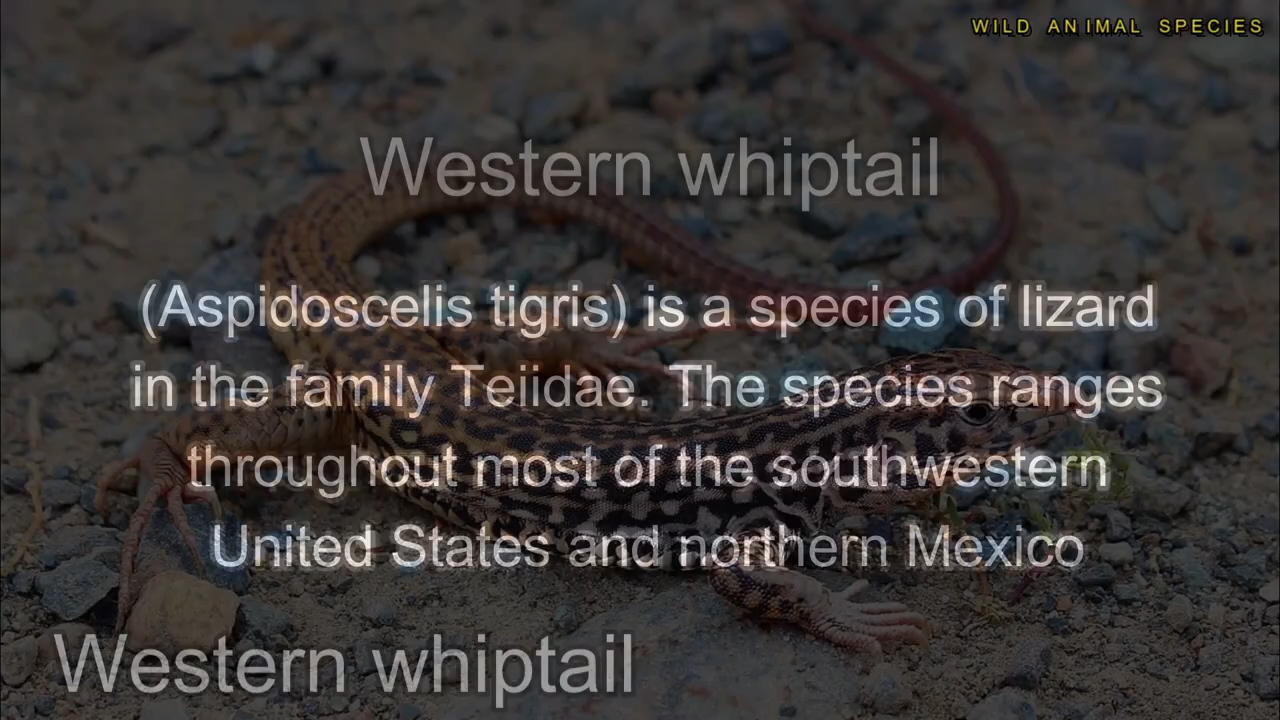 WILD ANIMAL SPECIES
Western whiptail
(Aspidoscelis tigris) is a species of lizard
in the family Teiidae. The species ranges
throughout most of the southwestern
United States and northern Mexico
Western whiptail